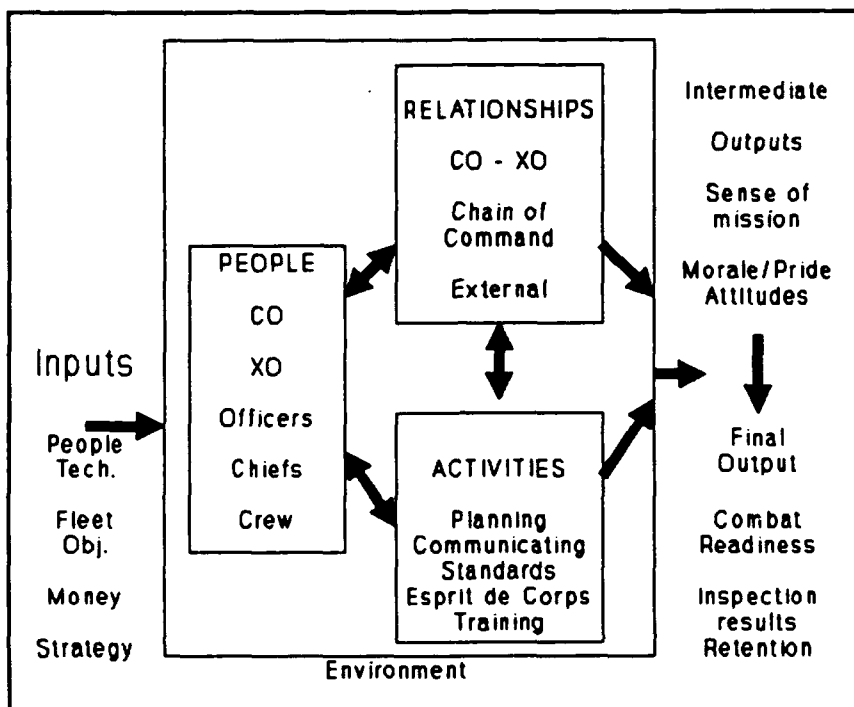 Inputs
People
Tech.
Fleet
Obj.
Money
Strategy
PEOPLE
CO
XO
Officers
Chiefs
Crew
RELATIONSHIPS
CO - XO
Chain of
Command
External
ACTIVITIES
Planning
Communicating
Standards
Esprit de Corps
Training
Environment
Intermediate
Outputs
Sense of
mission
Morale/Pride
Attitudes
Final
Output
Combat
Readiness
Inspection
results
Retention